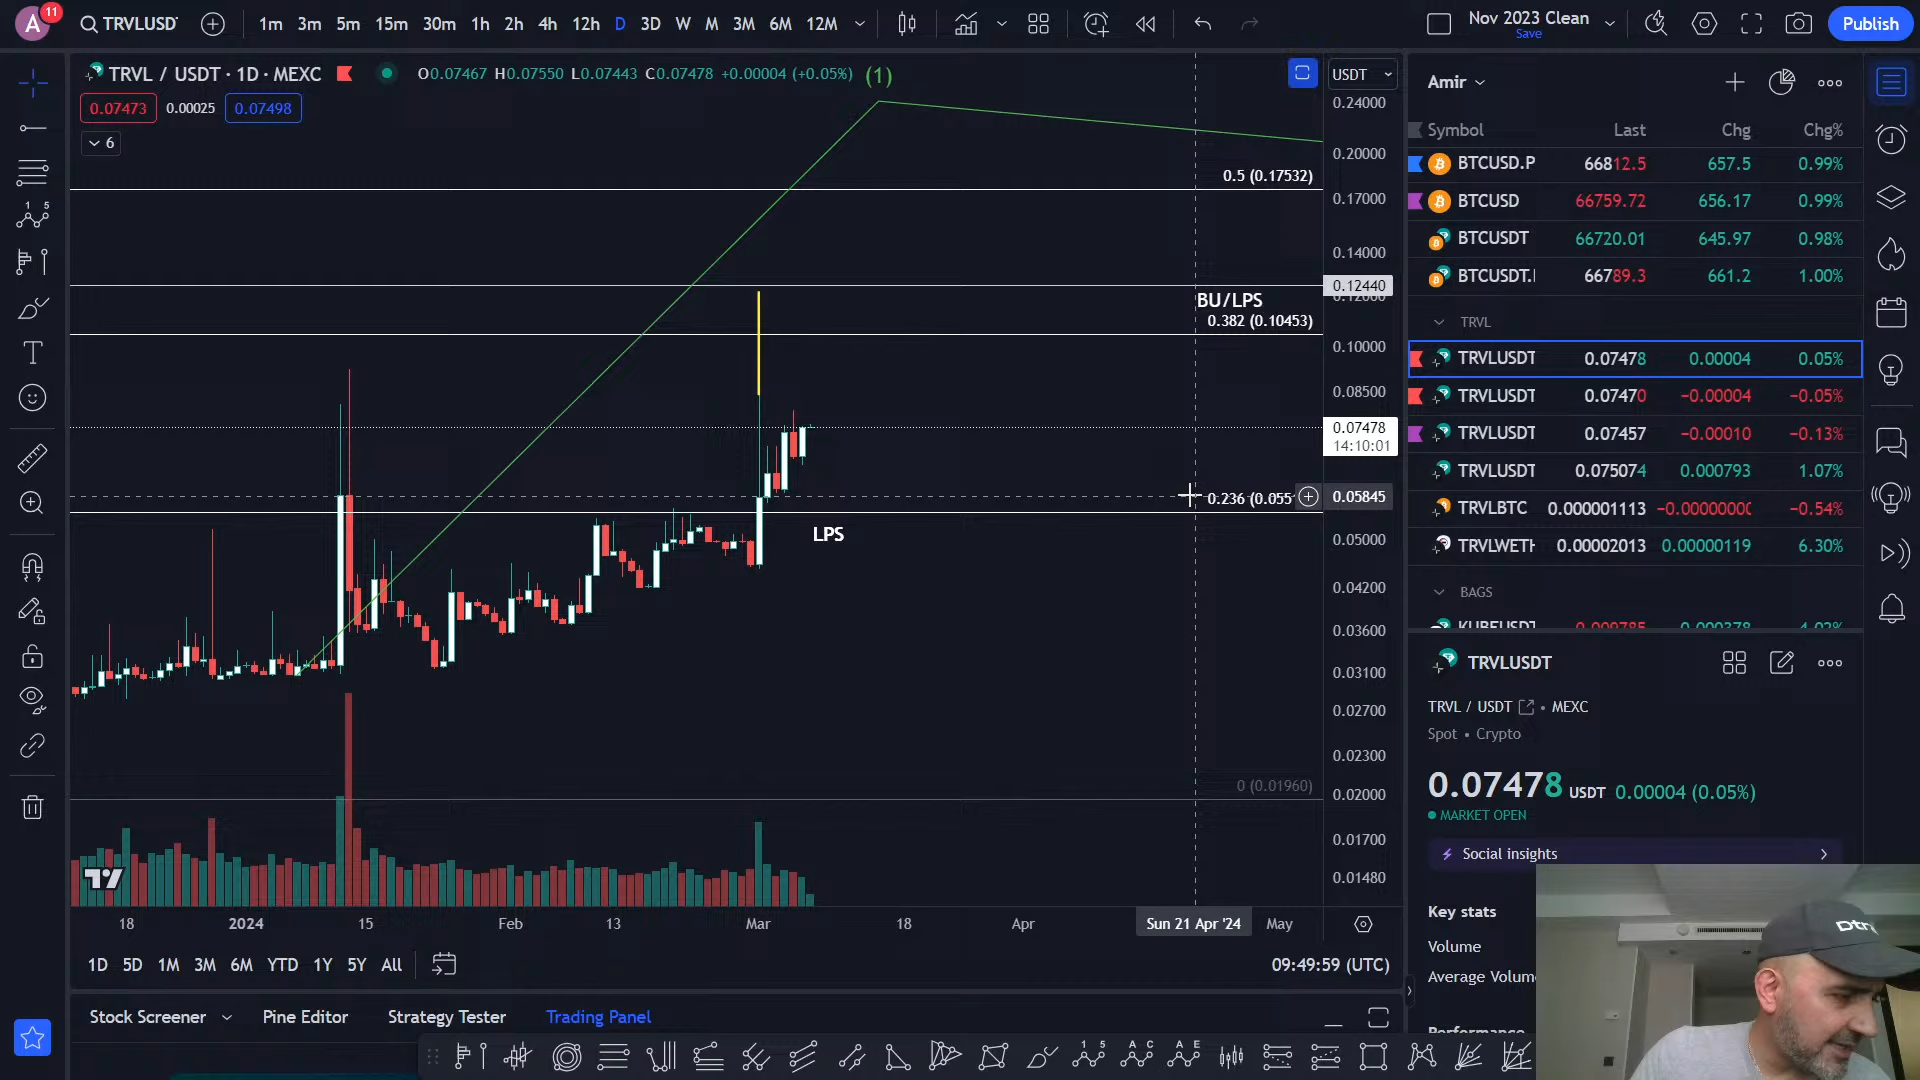 A
11
TRVLUSDT
1m 3m 5m 15m 30m 1h 2h 4h 12h D 3D W M 3M 6M 12M
Nov 2023 Clean
Save
Publish
TRVL / USDT · 1D · MEXC
O0.07467 H0.07550 L0.07443 C0.07478 +0.00004 (+0.05%)
(1)
0.07473 0.00025 0.07498
6
USDT
0.24000
0.20000
0.17000
0.14000
0.12440
0.12000
0.10000
0.08500
0.07478
14:10:01
0.05845
0.05000
0.04200
0.03600
0.03100
0.02700
0.02300
0.02000
0.01700
0.01480
0.5 (0.17532)
BU/LPS
0.382 (0.10453)
0.236 (0.055
LPS
0 (0.01960)
18 2024 15 Feb 13 Mar 18 Apr Sun 21 Apr '24 May
1D 5D 1M 3M 6M YTD 1Y 5Y All
09:49:59 (UTC)
Stock Screener Pine Editor Strategy Tester Trading Panel
Amir
Symbol Last Chg Chg%
BTCUSD.P 66812.5 657.5 0.99%
BTCUSD 66759.72 656.17 0.99%
BTCUSDT 66720.01 645.97 0.98%
BTCUSDT. 66789.3 661.2 1.00%
TRVL
TRVLUSDT 0.07478 0.00004 0.05%
TRVLUSDT 0.07470 −0.00004 −0.05%
TRVLUSDT 0.07457 −0.00010 −0.13%
TRVLUSDT 0.075074 0.000793 1.07%
TRVLBTC 0.000001113 −0.00000000 −0.54%
TRVLWETH 0.00002013 0.00000119 6.30%
BAGS
TRVLUSDT
TRVL / USDT • MEXC
Spot • Crypto
0.07478 USDT 0.00004 (0.05%)
MARKET OPEN
Social insights
Key stats
Volume
Average Volum